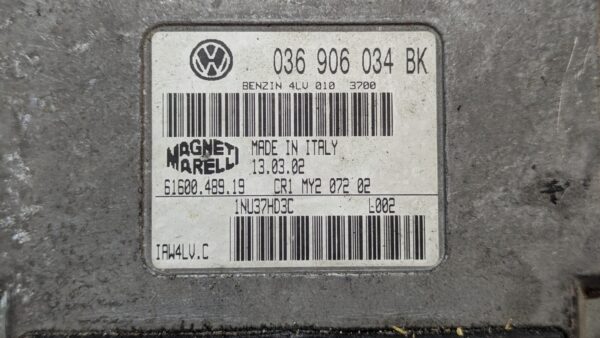 036 906 034 BK
BENZIN 4LV 010 3700
MAGNETI MARELLI
MADE IN ITALY
13.03.02
61600.489.19 CR1 MY2 072 02
1NU37HD3C L002
IAW4LV.C